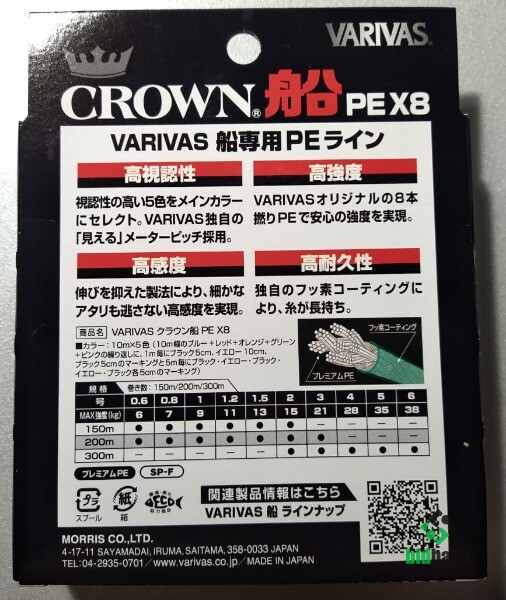 VARIVAS®
CROWN® 船 PE X8
VARIVAS 船専用PEライン
高視認性
視認性の高い5色をメインカラー
にセレクト。VARIVAS独自の
「見える」メーターピッチ採用。
高強度
VARIVASオリジナルの8本
撚りPEで安心の強度を実現。
高感度
伸びを抑えた製法により、細かな
アタリも逃さない高感度を実現。
高耐久性
独自のフッ素コーティングによ
り、糸が長持ち。
商品名 VARIVAS クラウン船 PE X8
■カラー：10m×5色（10m幅のブルー＋レッド＋オレンジ＋グリーン
＋ピンクの繰り返しに、1m毎にブラック5cm、イエロー10cm、
ブラック5cmのマーキングと5m毎にブラック・イエロー・ブラック・
イエロー・ブラック各5cmのマーキング）
フッ素コーティング
プレミアムPE
規格 巻き数：150m/200m/300m
号 0.6 0.8 1 1.2 1.5 2 3 4 5 6
MAX強度(kg) 6 7 9 11 13 15 21 28 35 38
150m ● ● ● ● ● ●
200m ● ● ● ● ● ● ●
300m ● ● ● ● ●
プレミアムPE SP-F
プラ
スプール
紙
箱
関連製品情報はこちら
VARIVAS 船 ラインナップ
MORRIS CO.,LTD.
4-17-11 SAYAMADAI, IRUMA, SAITAMA, 358-0033 JAPAN
TEL: 04-2935-0701／www.varivas.co.jp／MADE IN JAPAN